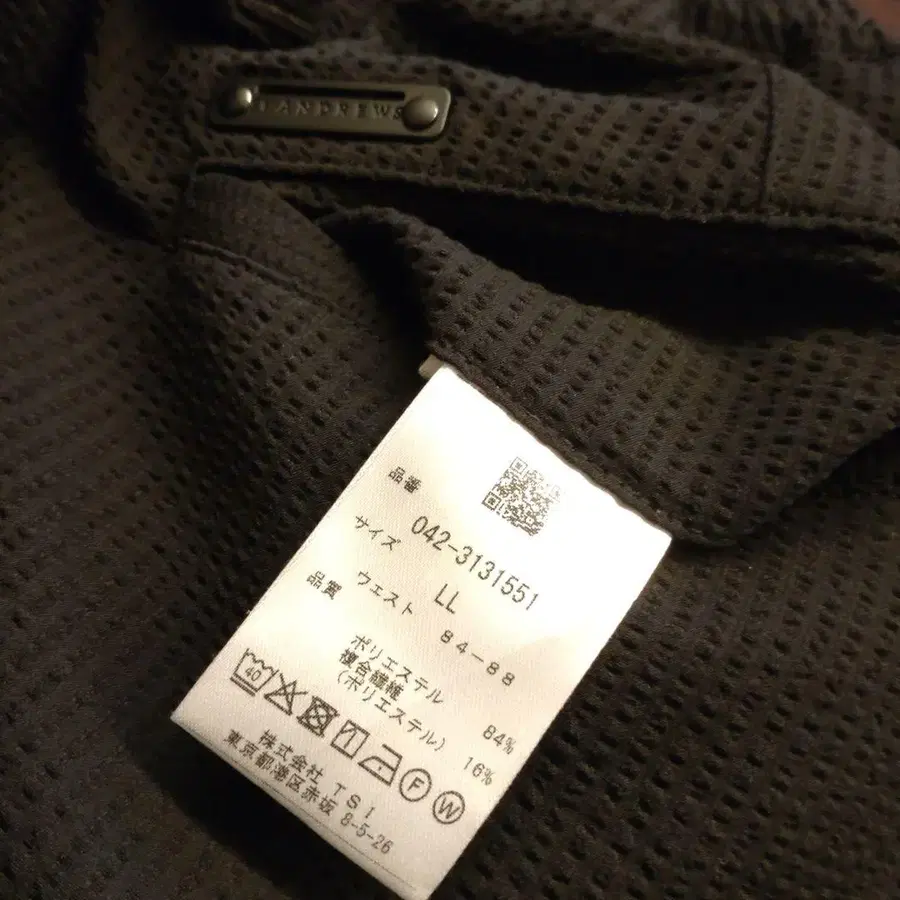 ANDREWS
品番
042-3131551
サイズ
LL
ウェスト
84-88
品質
ポリエステル 84%
複合繊維
(ポリエステル) 16%
40
F
W
株式会社 TSI
東京都港区赤坂 8-5-26